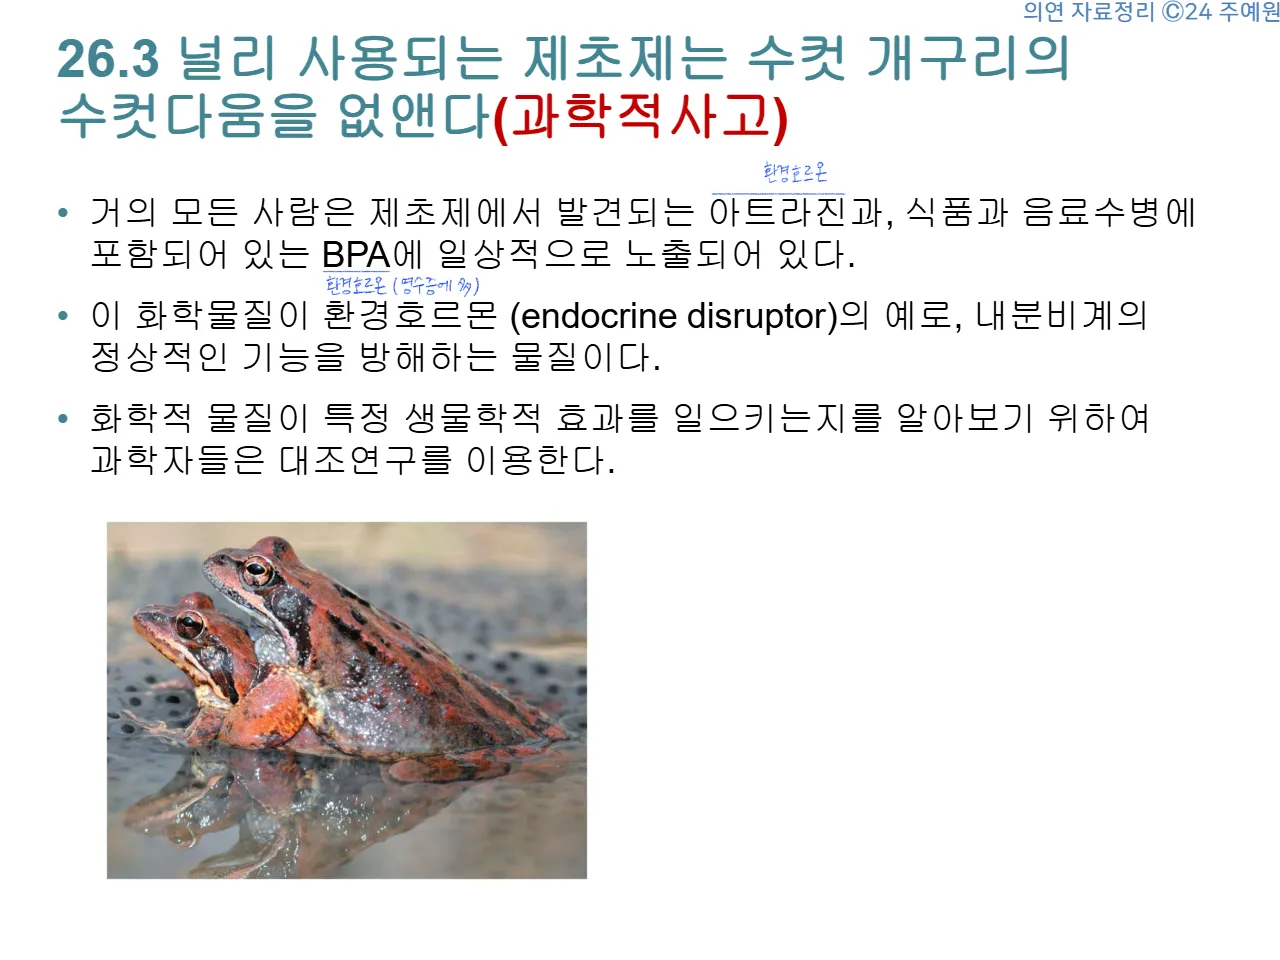 의연 자료정리 ©24 주예원
26.3 널리 사용되는 제초제는 수컷 개구리의
수컷다움을 없앤다(과학적사고)
환경호르몬
• 거의 모든 사람은 제초제에서 발견되는 아트라진과, 식품과 음료수병에
포함되어 있는 BPA에 일상적으로 노출되어 있다.
환경호르몬 (영수증에 多)
• 이 화학물질이 환경호르몬 (endocrine disruptor)의 예로, 내분비계의
정상적인 기능을 방해하는 물질이다.
• 화학적 물질이 특정 생물학적 효과를 일으키는지를 알아보기 위하여
과학자들은 대조연구를 이용한다.